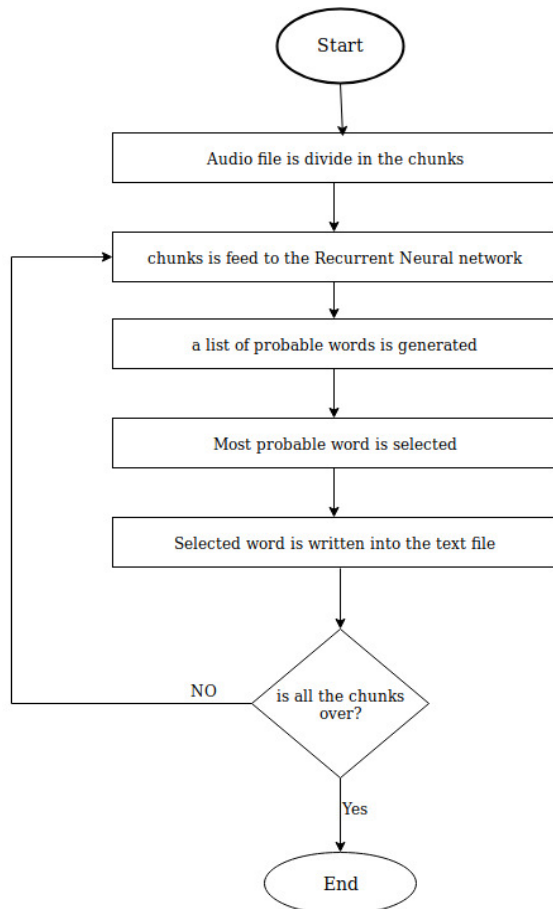 Start
Audio file is divide in the chunks
chunks is feed to the Recurrent Neural network
a list of probable words is generated
Most probable word is selected
Selected word is written into the text file
is all the chunks
over?
NO
Yes
End